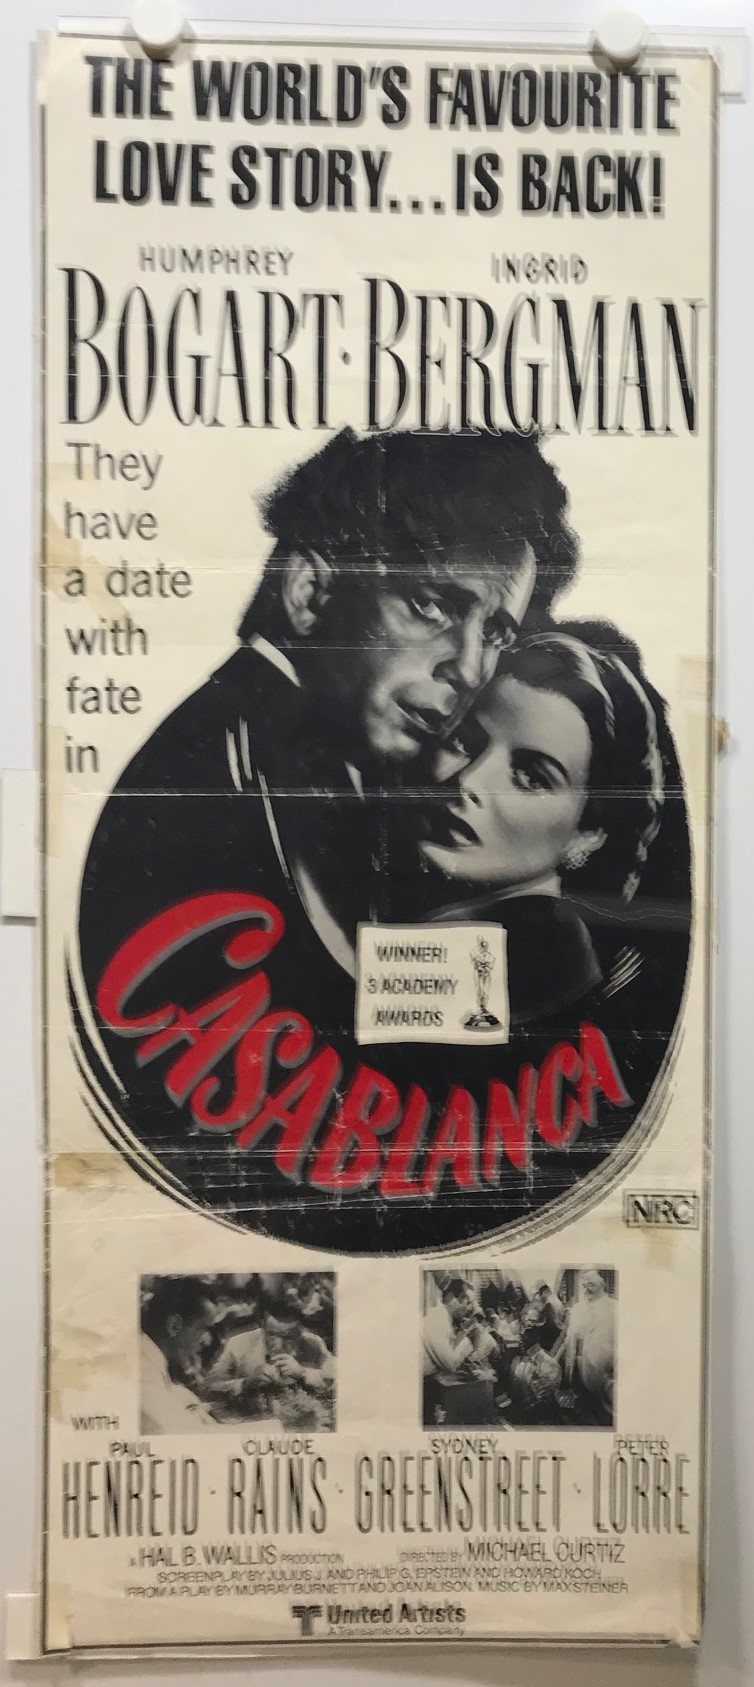 THE WORLD'S FAVOURITE
LOVE STORY...IS BACK!
HUMPHREY INGRID
BOGART · BERGMAN
They
have
a date
with
fate
in
CASABLANCA
WINNER!
3 ACADEMY
AWARDS
NRC
WITH
PAUL CLAUDE SYDNEY PETER
HENREID · RAINS · GREENSTREET · LORRE
A HAL B. WALLIS PRODUCTION DIRECTED BY MICHAEL CURTIZ
SCREENPLAY BY JULIUS J. AND PHILIP G. EPSTEIN AND HOWARD KOCH
FROM A PLAY BY MURRAY BURNETT AND JOAN ALISON. MUSIC BY MAX STEINER
United Artists
A Transamerica Company